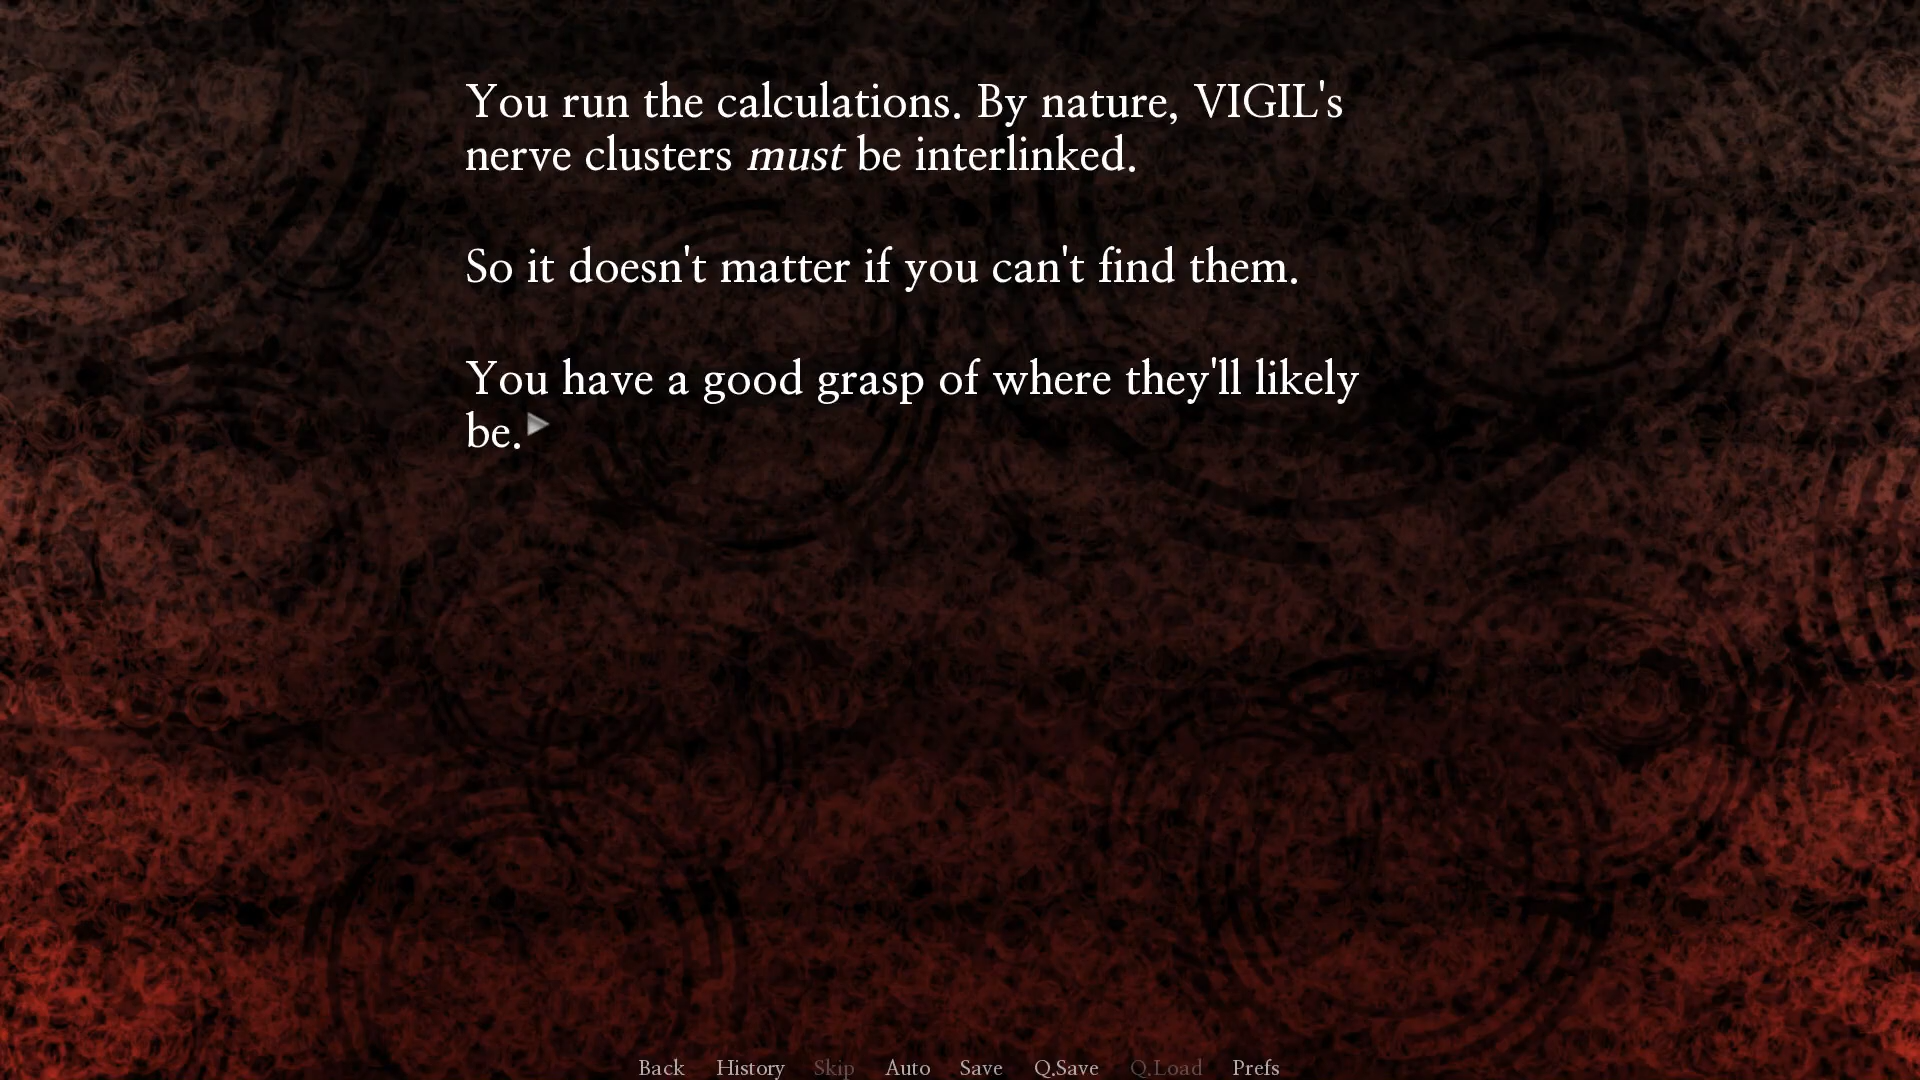 You run the calculations. By nature, VIGIL's
nerve clusters must be interlinked.
So it doesn't matter if you can't find them.
You have a good grasp of where they'll likely
be.
Back History Skip Auto Save Q.Save Q.Load Prefs